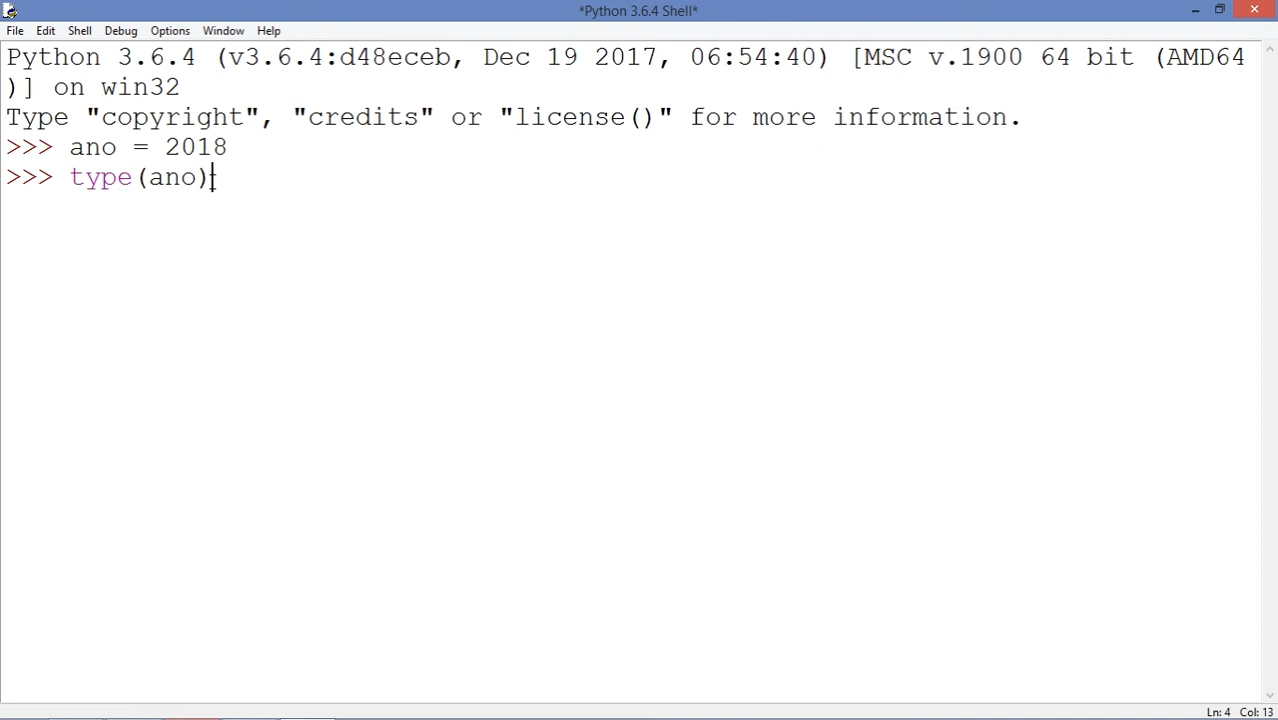 *Python 3.6.4 Shell*
File Edit Shell Debug Options Window Help
Python 3.6.4 (v3.6.4:d48eceb, Dec 19 2017, 06:54:40) [MSC v.1900 64 bit (AMD64
)] on win32
Type "copyright", "credits" or "license()" for more information.
>>> ano = 2018
>>> type(ano)
Ln: 4 Col: 13